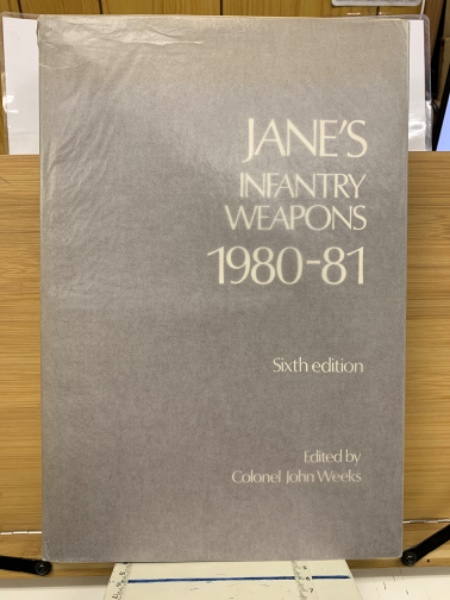 JANE'S
INFANTRY
WEAPONS
1980-81
Sixth edition
Edited by
Colonel John Weeks